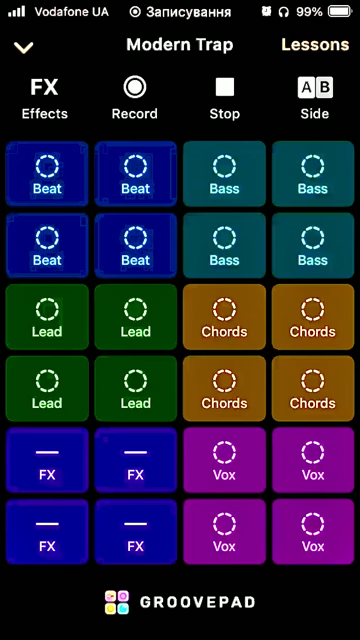 Vodafone UA Записування 99%
Modern Trap Lessons
FX A B
Effects Record Stop Side
Beat Beat Bass Bass
Beat Beat Bass Bass
Lead Lead Chords Chords
Lead Lead Chords Chords
FX FX Vox Vox
FX FX Vox Vox
GROOVEPAD